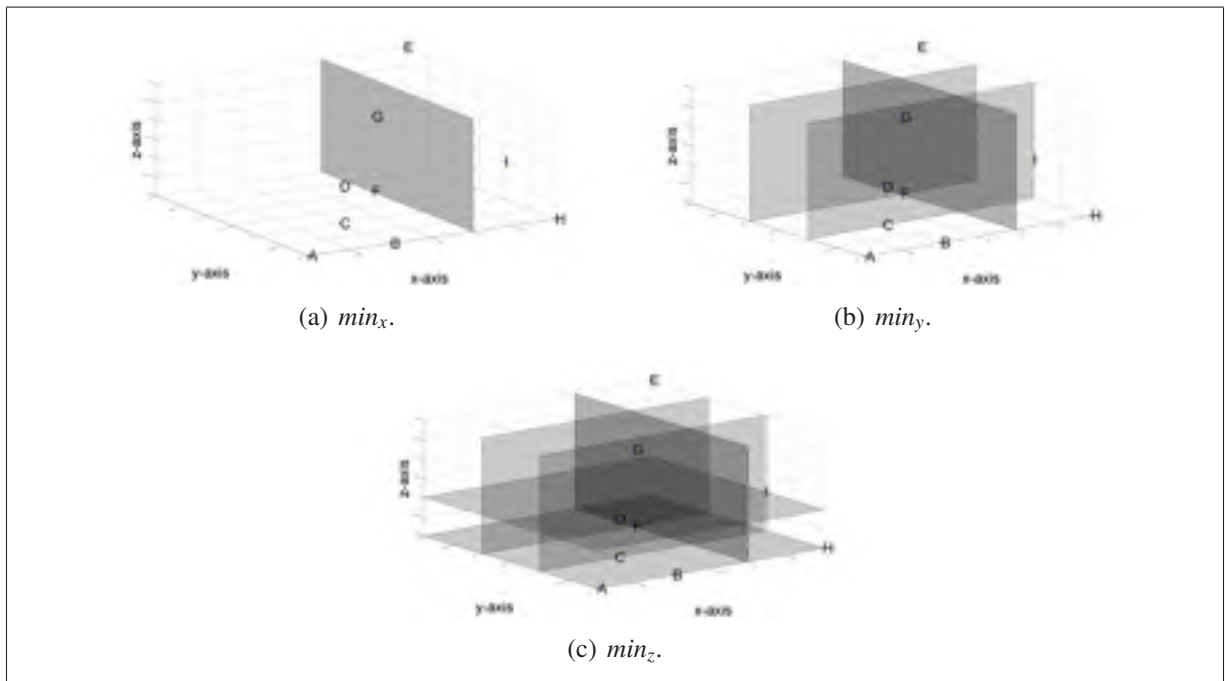 E
G
z-axis
I
D F
C
H
A
B
y-axis
x-axis
(a) min_x.
E
G
z-axis
I
D F
C
H
A
B
y-axis
x-axis
(b) min_y.
E
G
z-axis
I
D F
C
H
A
B
y-axis
x-axis
(c) min_z.